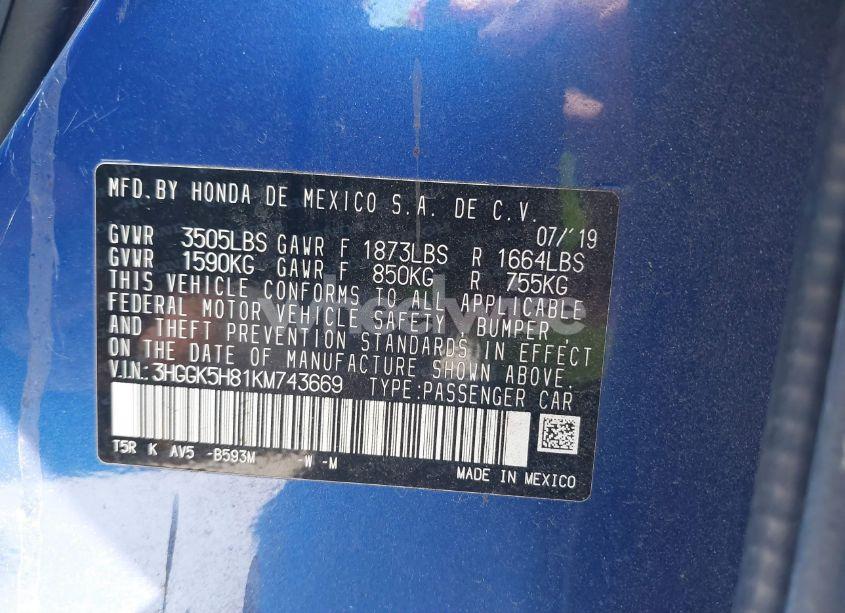 MFD. BY HONDA DE MEXICO S.A. DE C.V.
07/'19
GVWR 3505LBS GAWR F 1873LBS R 1664LBS
GVWR 1590KG GAWR F 850KG R 755KG
THIS VEHICLE CONFORMS TO ALL APPLICABLE
FEDERAL MOTOR VEHICLE SAFETY, BUMPER,
AND THEFT PREVENTION STANDARDS IN EFFECT
ON THE DATE OF MANUFACTURE SHOWN ABOVE.
V.I.N.: 3HGGK5H81KM743669 TYPE:PASSENGER CAR
T5R K AV5 -B593M -W -M
MADE IN MEXICO